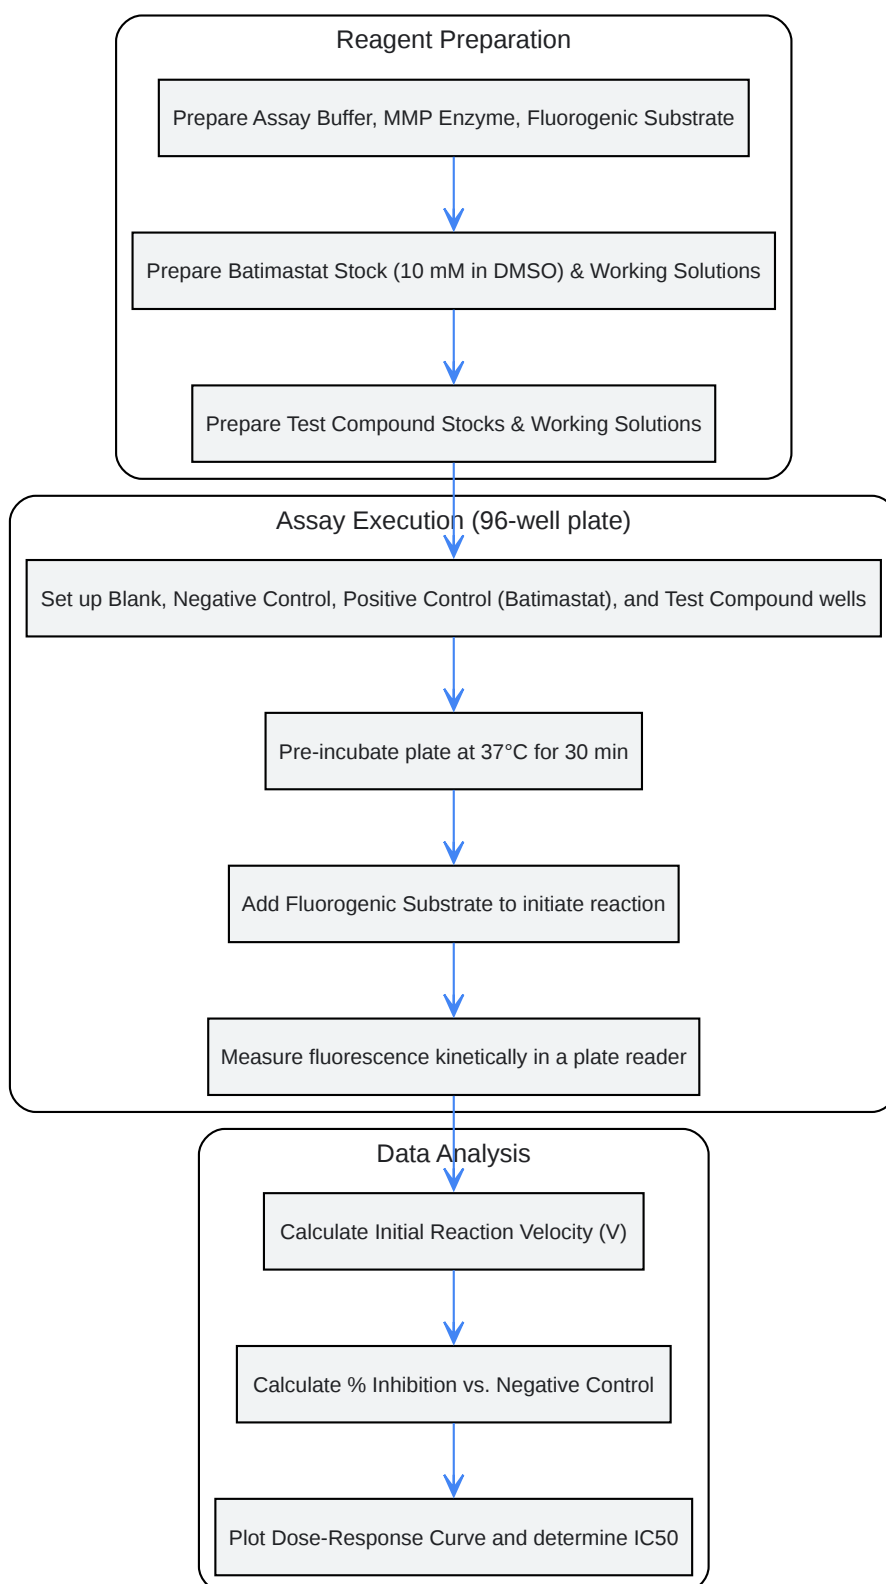 Reagent Preparation
Prepare Assay Buffer, MMP Enzyme, Fluorogenic Substrate
Prepare Batimastat Stock (10 mM in DMSO) & Working Solutions
Prepare Test Compound Stocks & Working Solutions
Assay Execution (96-well plate)
Set up Blank, Negative Control, Positive Control (Batimastat), and Test Compound wells
Pre-incubate plate at 37°C for 30 min
Add Fluorogenic Substrate to initiate reaction
Measure fluorescence kinetically in a plate reader
Data Analysis
Calculate Initial Reaction Velocity (V)
Calculate % Inhibition vs. Negative Control
Plot Dose-Response Curve and determine IC50